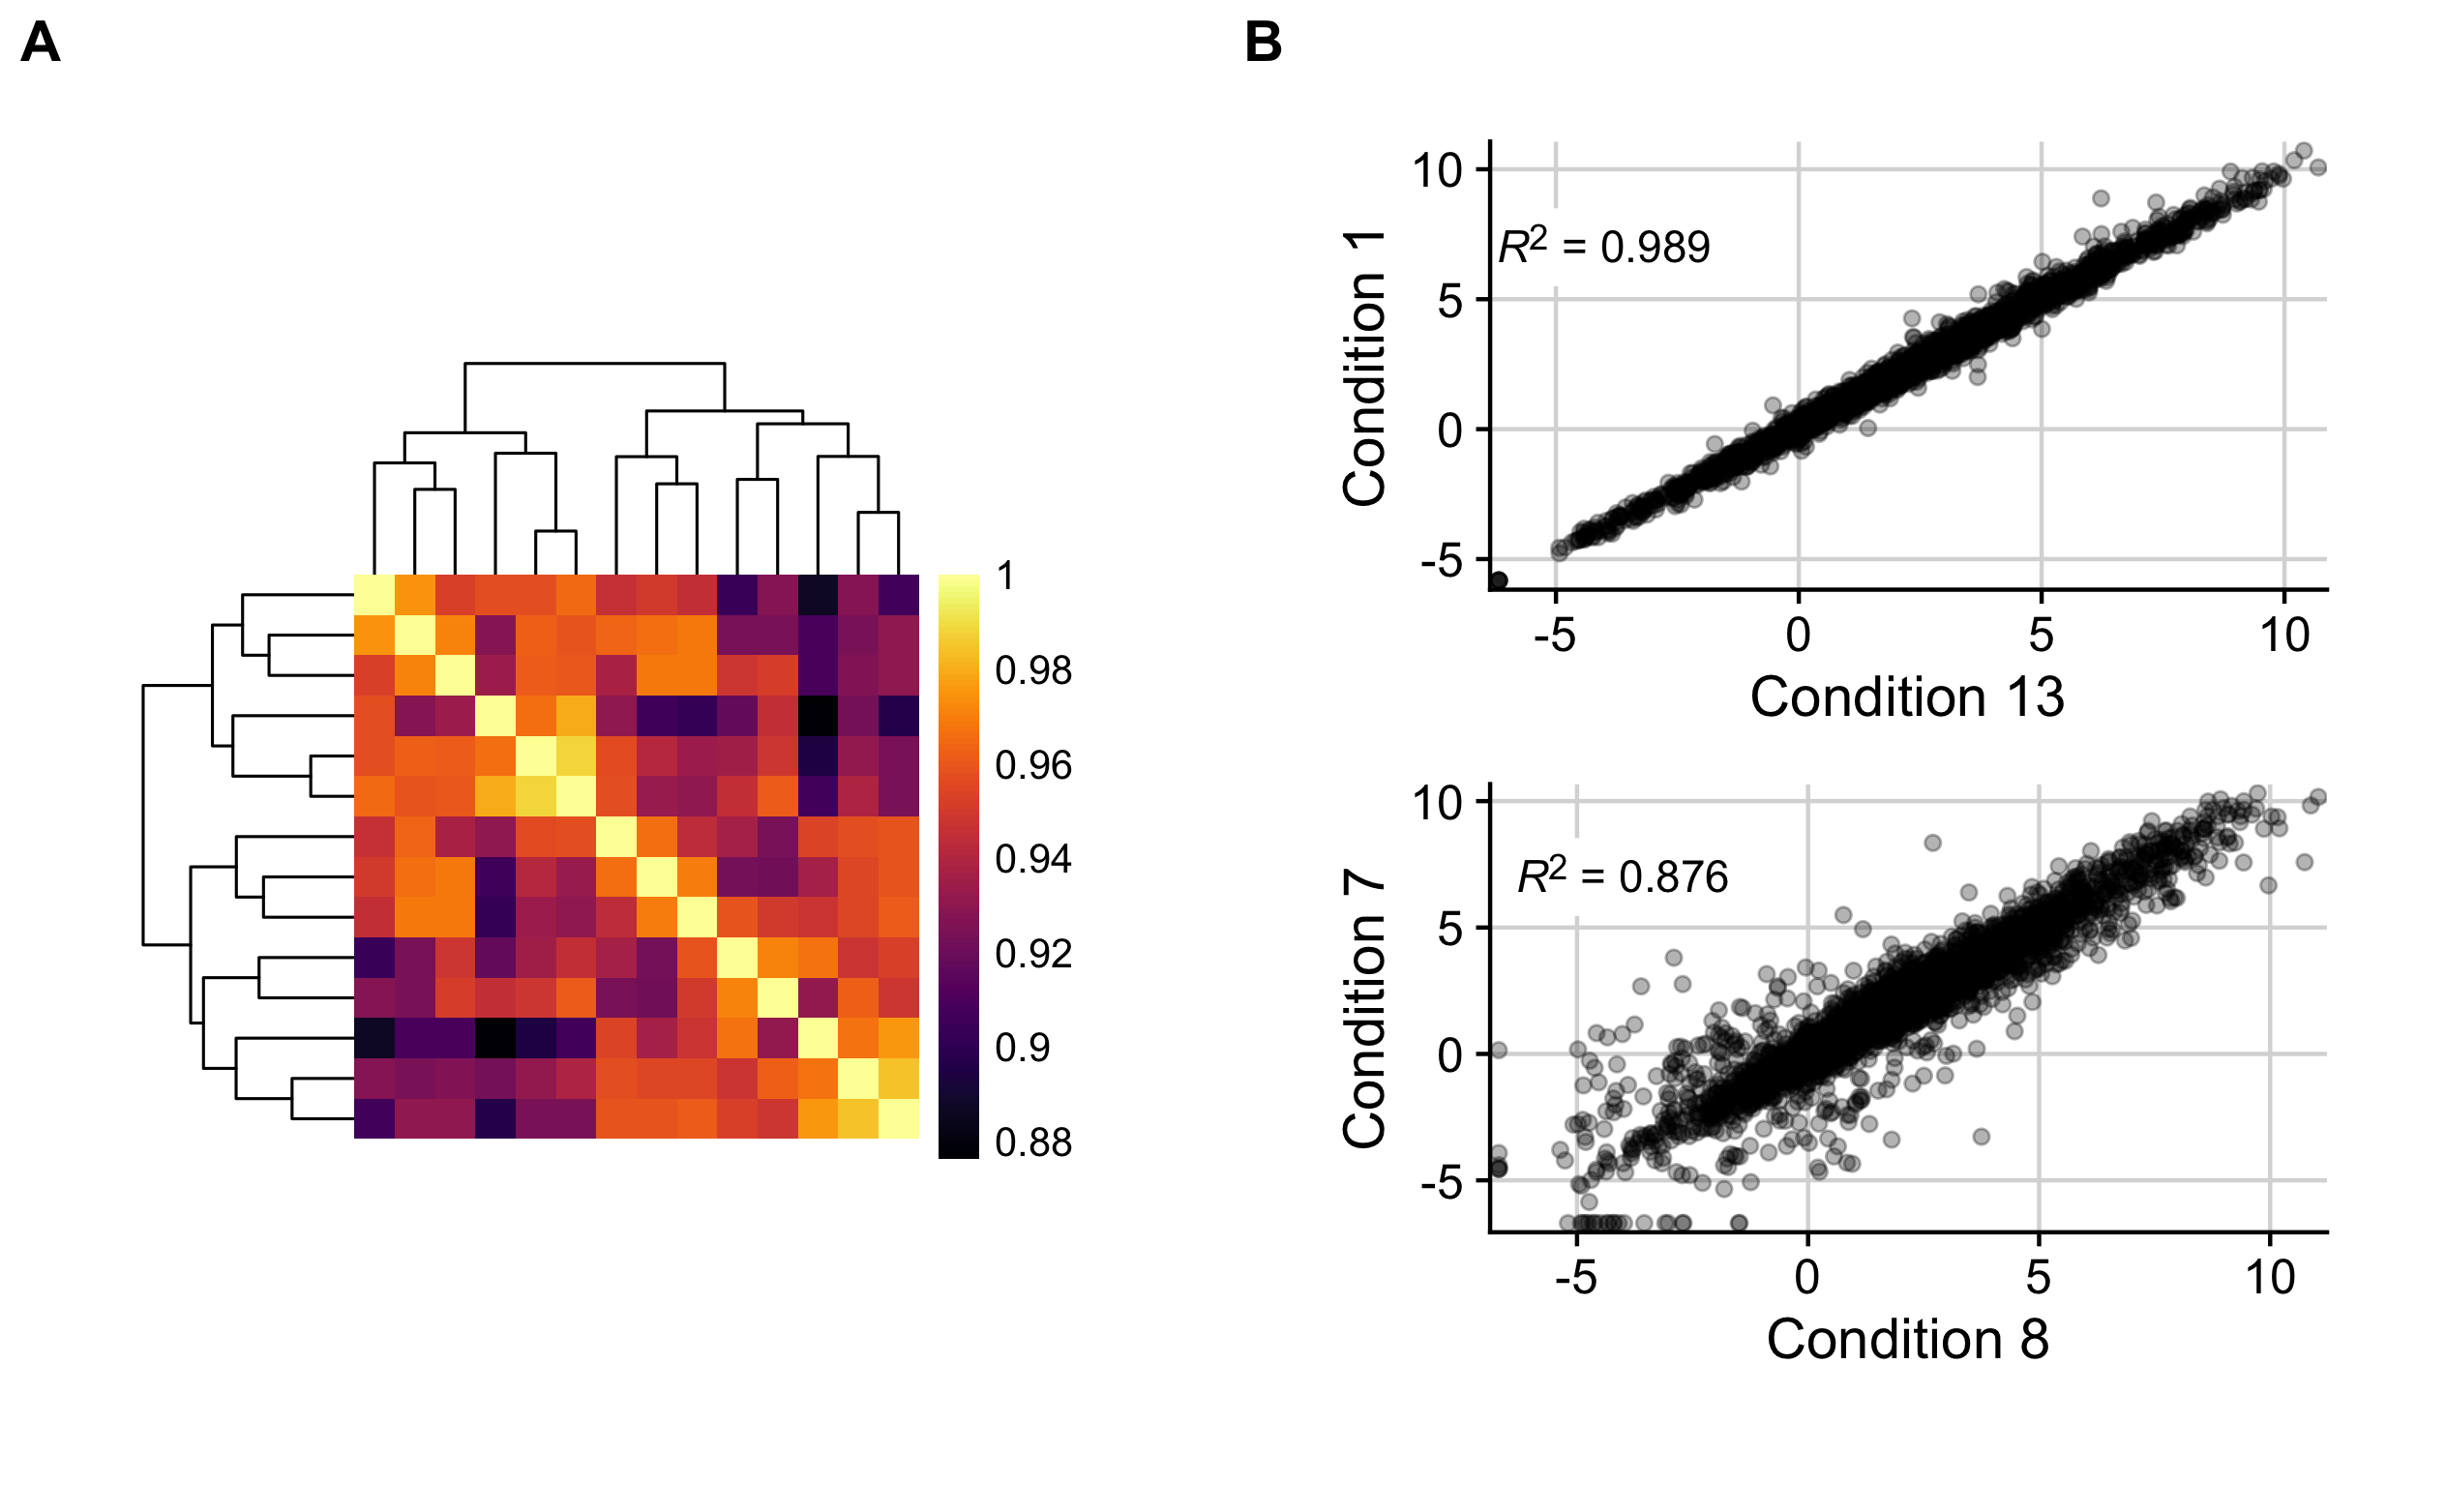 A
1
0.98
0.96
0.94
0.92
0.9
0.88
B
Condition 1
10
5
0
-5
R² = 0.989
-5 0 5 10
Condition 13
Condition 7
10
5
0
-5
R² = 0.876
-5 0 5 10
Condition 8